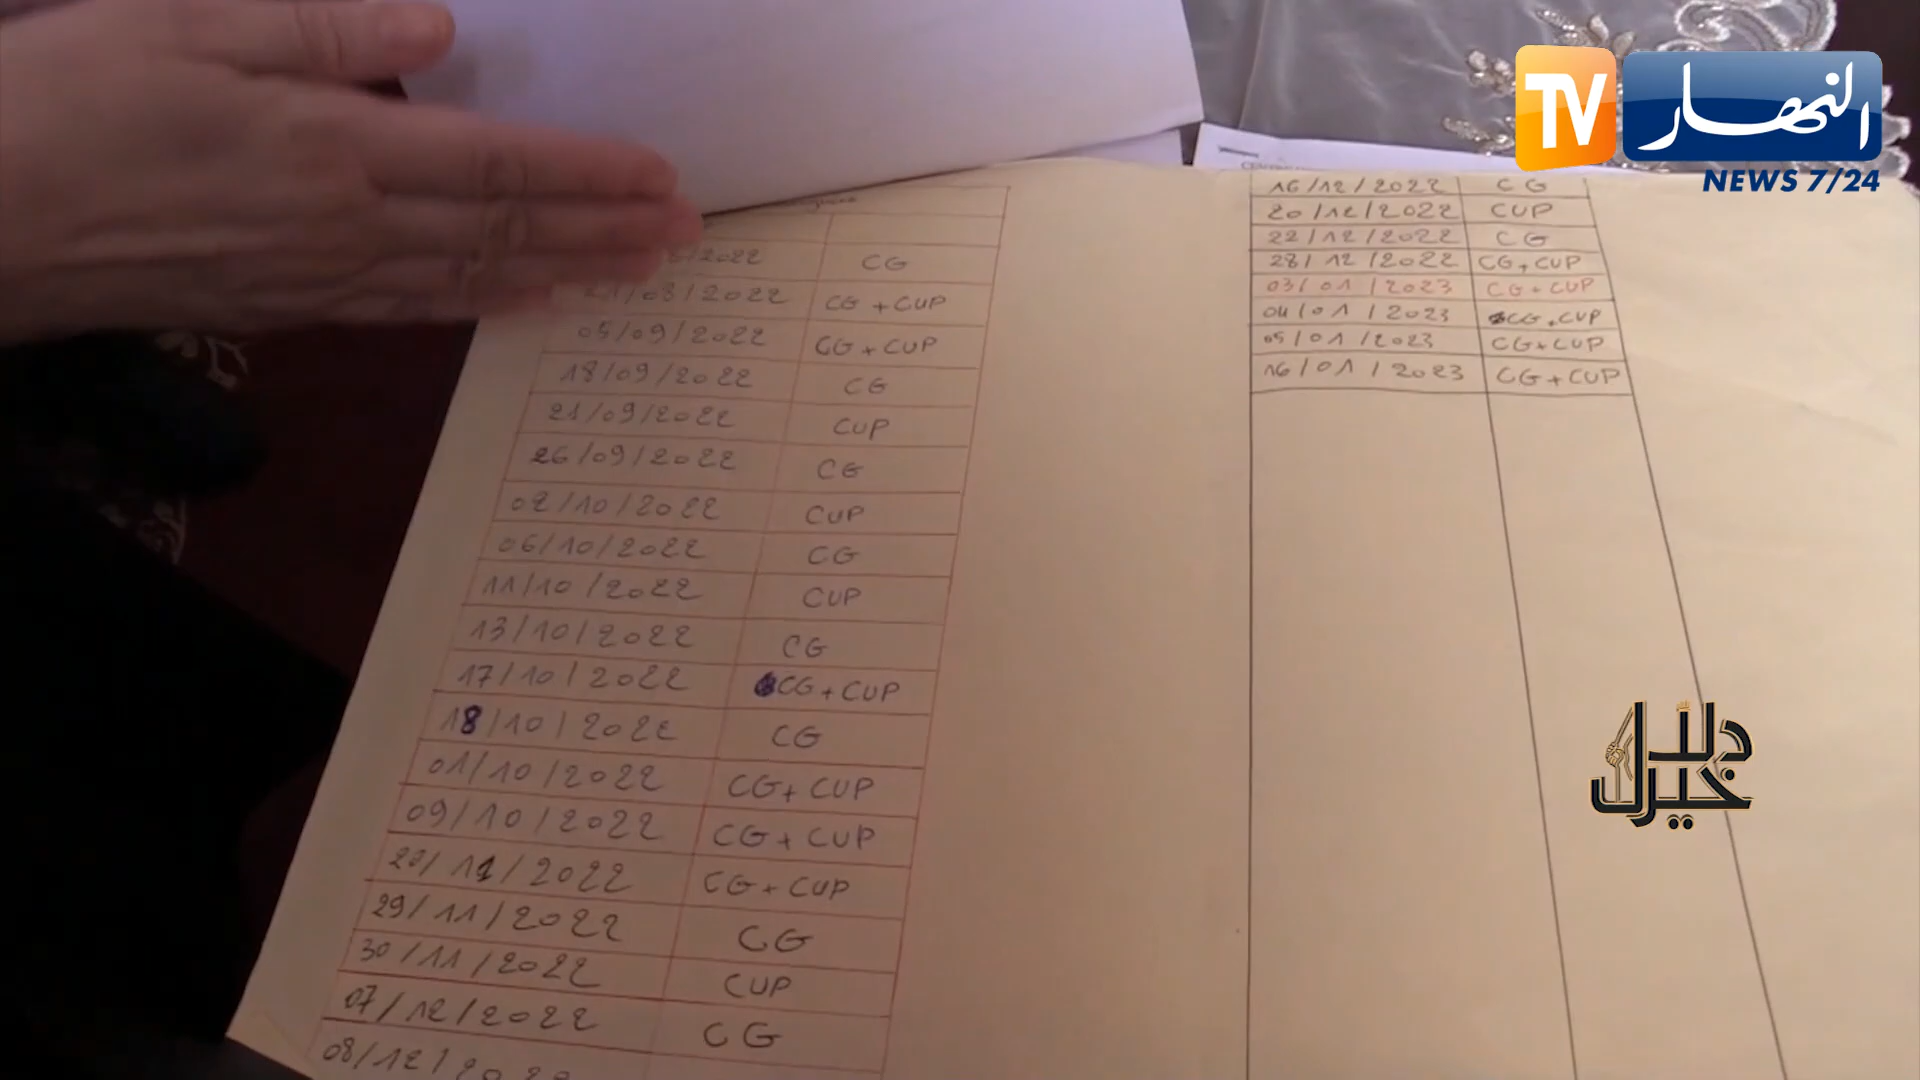 TV النهار
NEWS 7/24
/2022 CG
/08/2022 CG + CUP
05/09/2022 CG + CUP
18/09/2022 CG
21/09/2022 CUP
26/09/2022 CG
02/10/2022 CUP
06/10/2022 CG
11/10/2022 CUP
13/10/2022 CG
17/10/2022 CG + CUP
18/10/2022 CG
01/10/2022 CG + CUP
09/10/2022 CG + CUP
20/11/2022 CG + CUP
29/11/2022 CG
30/11/2022 CUP
07/12/2022 CG
08/12/2022
16/12/2022 CG
20/12/2022 CUP
22/12/2022 CG
28/12/2022 CG + CUP
03/01/2023 CG + CUP
04/01/2023 CG + CUP
05/01/2023 CG + CUP
16/01/2023 CG + CUP
دلال
خير